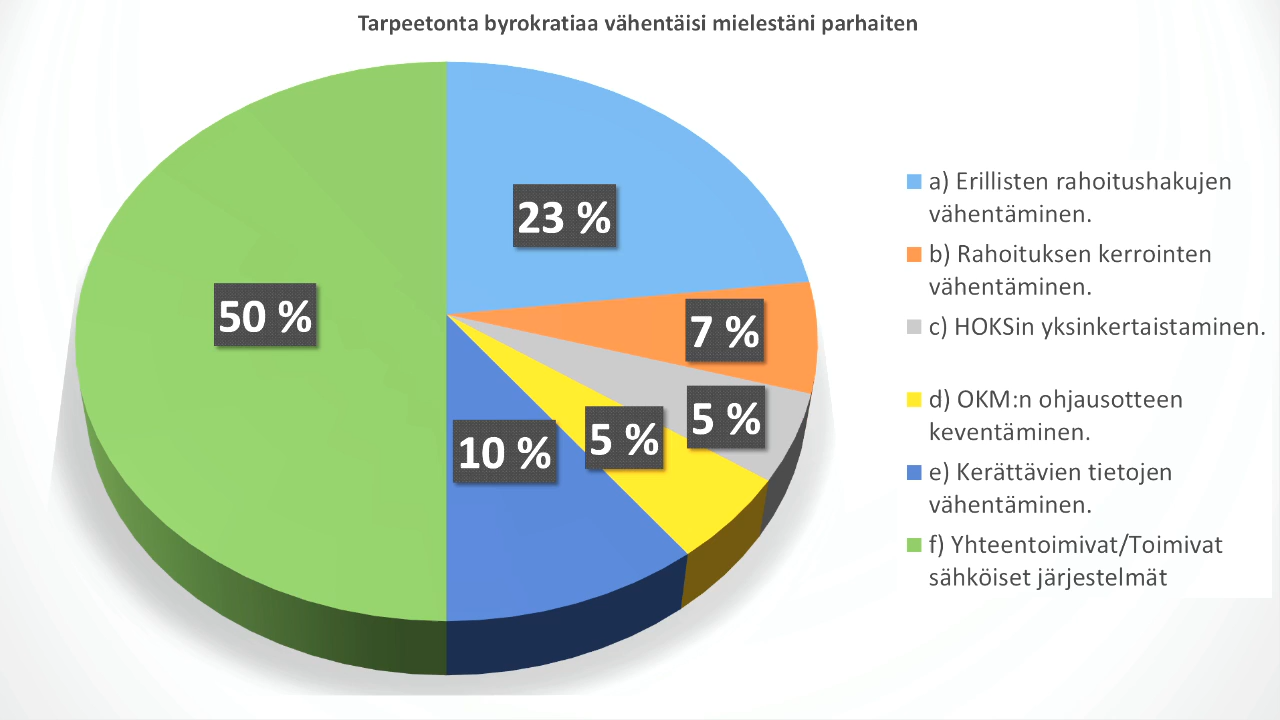 Tarpeetonta byrokratiaa vähentäisi mielestäni parhaiten
23 %
50 %
7 %
5 %
5 %
10 %
a) Erillisten rahoitushakujen
vähentäminen.
b) Rahoituksen kerrointen
vähentäminen.
c) HOKSin yksinkertaistaminen.
d) OKM:n ohjausotteen
keventäminen.
e) Kerättävien tietojen
vähentäminen.
f) Yhteentoimivat/Toimivat
sähköiset järjestelmät